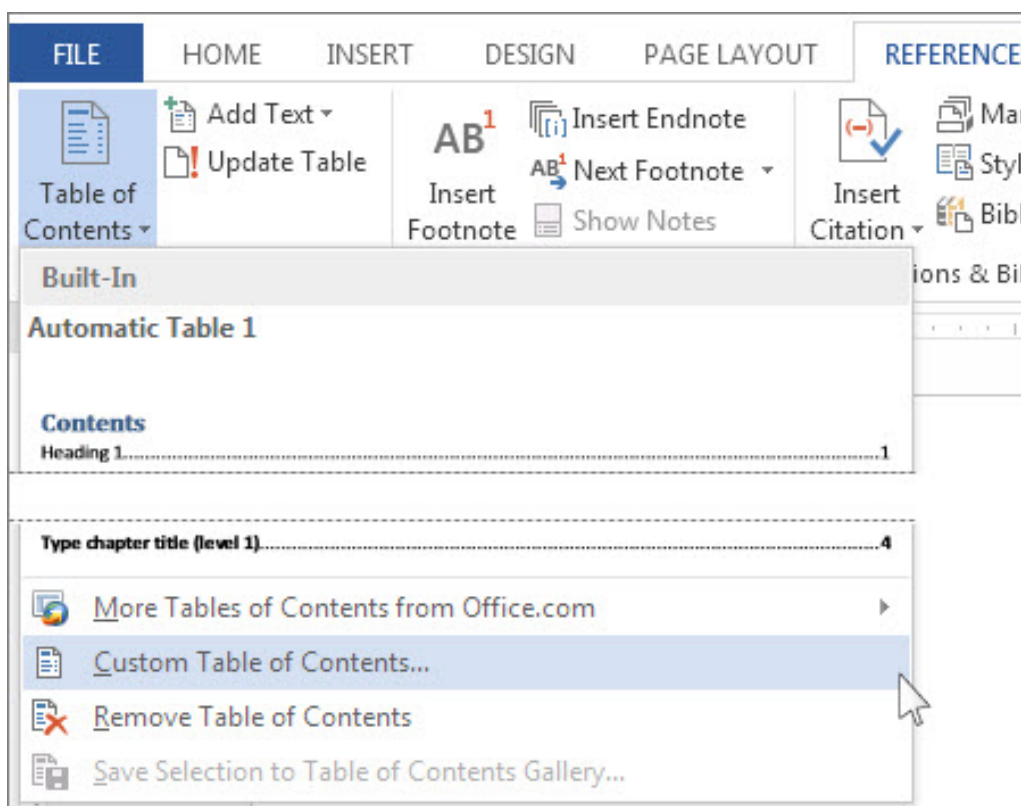 FILE HOME INSERT DESIGN PAGE LAYOUT REFERENCE
Table of
Contents
Add Text
Update Table
AB1
Insert
Footnote
[i] Insert Endnote
AB1 Next Footnote
Show Notes
(-)
Insert
Citation
Mar
Styl
Bibl
ions & Bi
Built-In
Automatic Table 1
Contents
Heading 1........................................1
Type chapter title (level 1)........................................4
More Tables of Contents from Office.com
Custom Table of Contents...
Remove Table of Contents
Save Selection to Table of Contents Gallery...